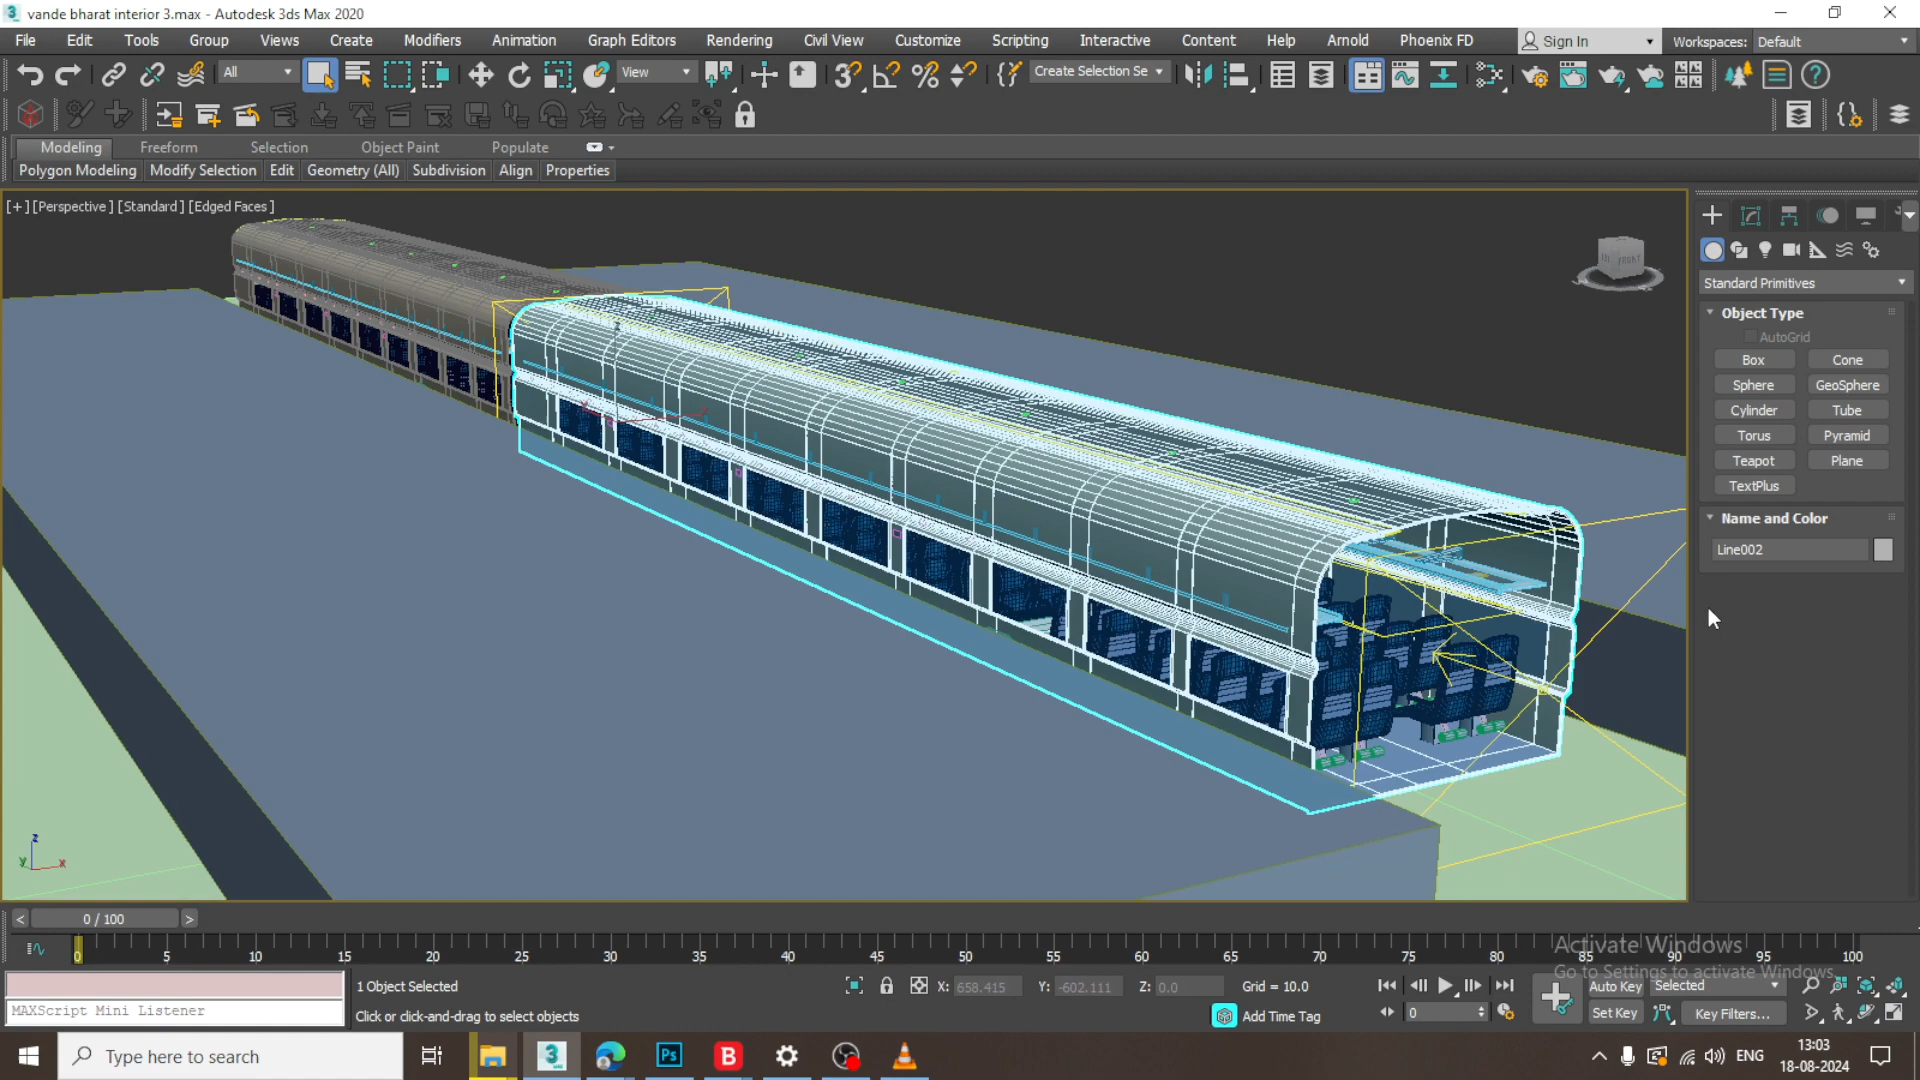 vande bharat interior 3.max - Autodesk 3ds Max 2020
File Edit Tools Group Views Create Modifiers Animation Graph Editors Rendering Civil View Customize Scripting Interactive Content Help Arnold Phoenix FD Sign In Workspaces: Default
All View Create Selection Se
Modeling Freeform Selection Object Paint Populate
Polygon Modeling Modify Selection Edit Geometry (All) Subdivision Align Properties
[+] [Perspective] [Standard] [Edged Faces]
FRONT
Standard Primitives
Object Type
AutoGrid
Box Cone
Sphere GeoSphere
Cylinder Tube
Torus Pyramid
Teapot Plane
TextPlus
Name and Color
Line002
z
y x
< 0 / 100 >
0 5 10 15 20 25 30 35 40 45 50 55 60 65 70 75 80 85 90 95 100
Activate Windows
Go to Settings to activate Windows.
1 Object Selected X: 658.415 Y: -602.111 Z: 0.0 Grid = 10.0 Auto Key Selected
MAXScript Mini Listener Click or click-and-drag to select objects Add Time Tag 0 Set Key Key Filters...
Type here to search Ps B ENG 13:03
18-08-2024